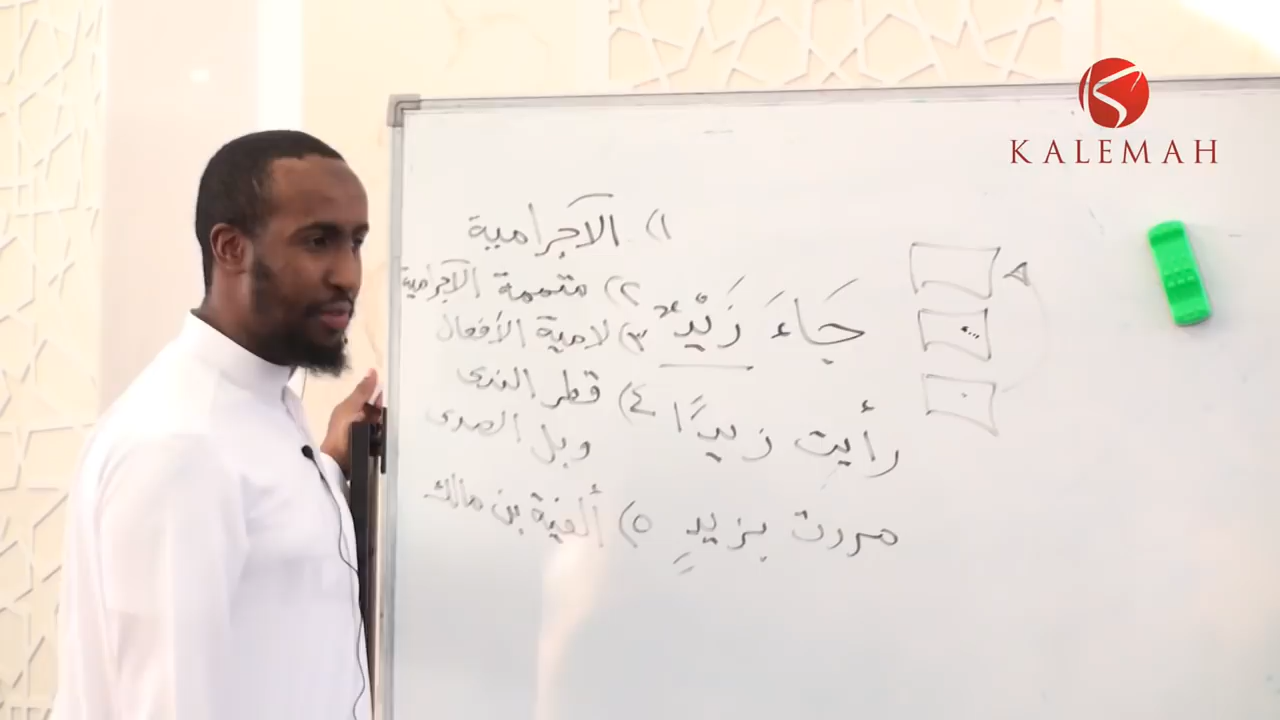 KALEMAH
١) الآجرامية
٢) متممة الآجرامية
٣) لامية الأفعال
٤) قطر الندى
وبل الصدى
٥) ألفية بن مالك
جَاءَ زَيْدٌ
رأيت زيدًا
مررت بزيدٍ